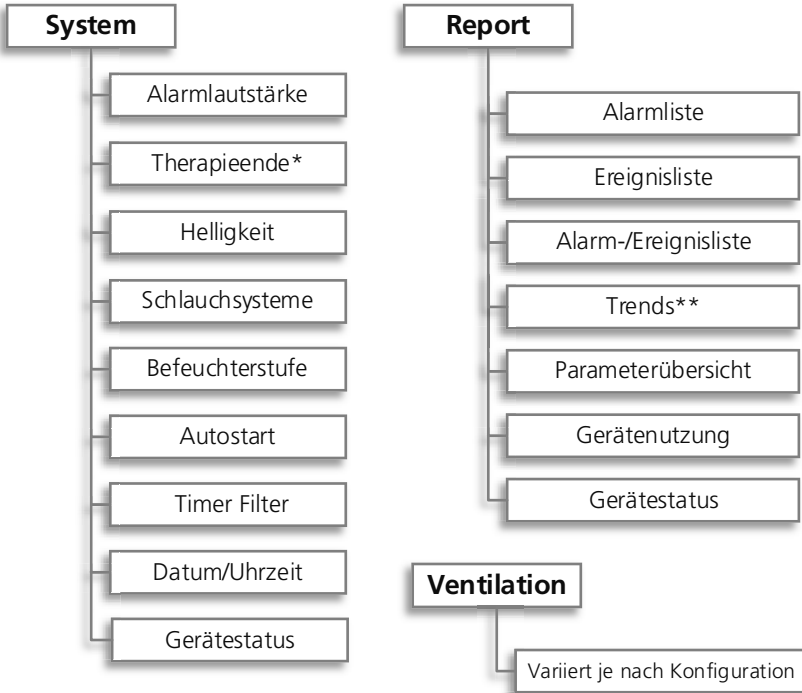 System
Alarmlautstärke
Therapieende*
Helligkeit
Schlauchsysteme
Befeuchterstufe
Autostart
Timer Filter
Datum/Uhrzeit
Gerätestatus
Report
Alarmliste
Ereignisliste
Alarm-/Ereignisliste
Trends**
Parameterübersicht
Gerätenutzung
Gerätestatus
Ventilation
Variiert je nach Konfiguration